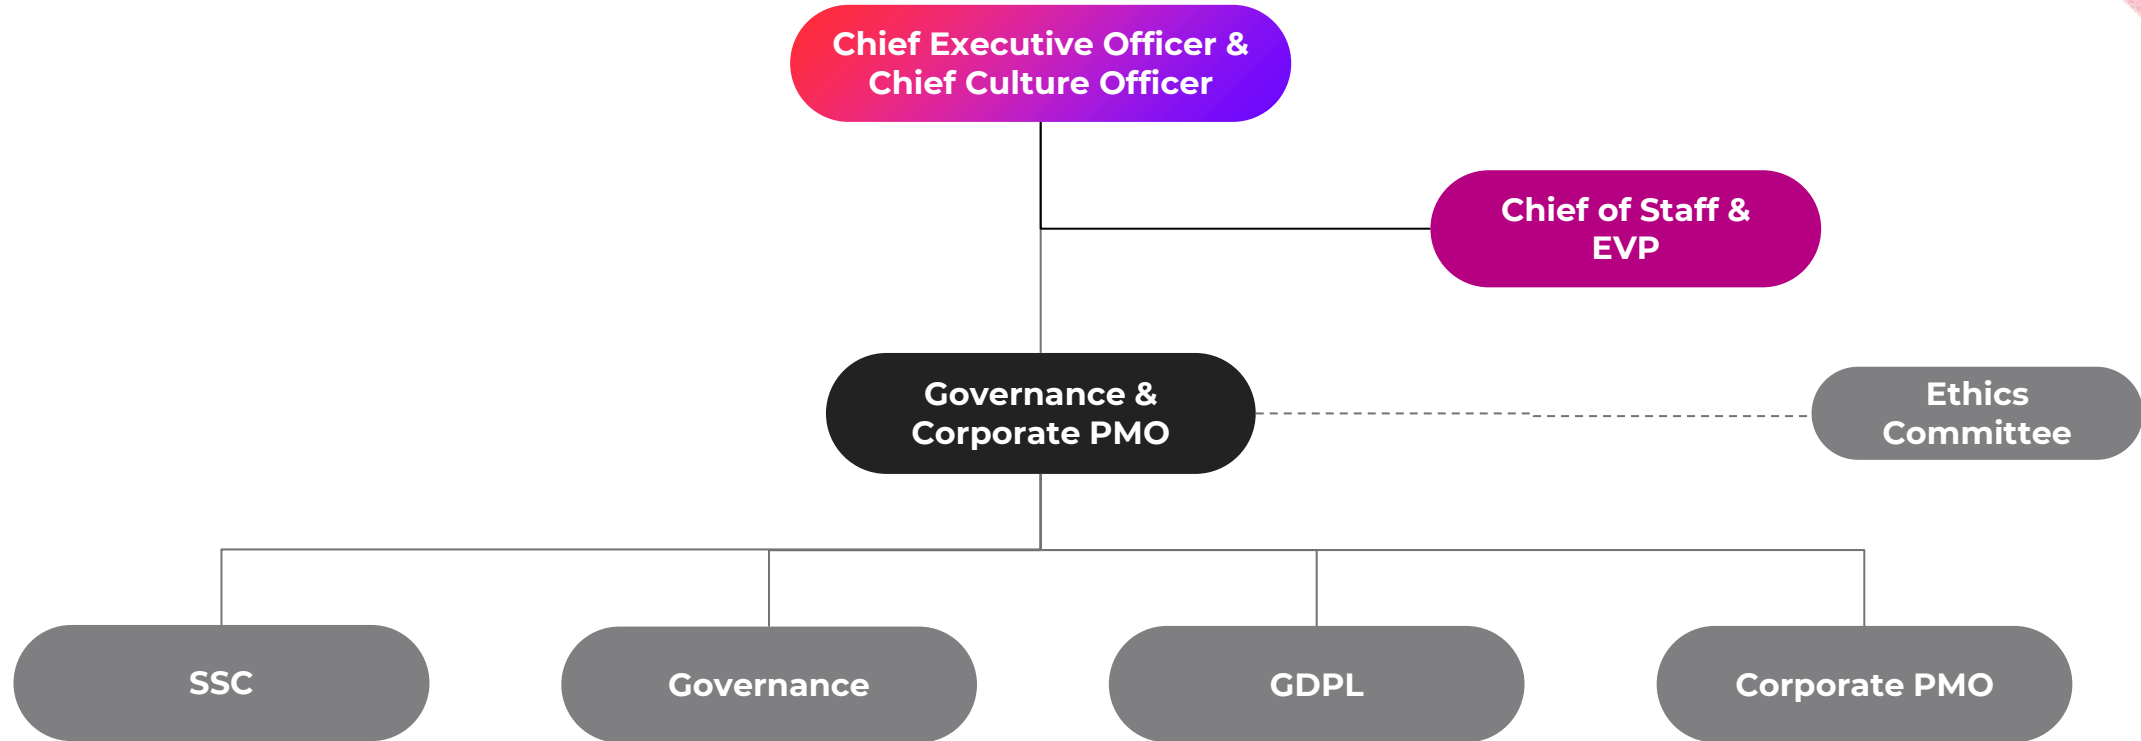 Chief Executive Officer &
Chief Culture Officer
Chief of Staff &
EVP
Governance &
Corporate PMO
Ethics
Committee
SSC
Governance
GDPL
Corporate PMO